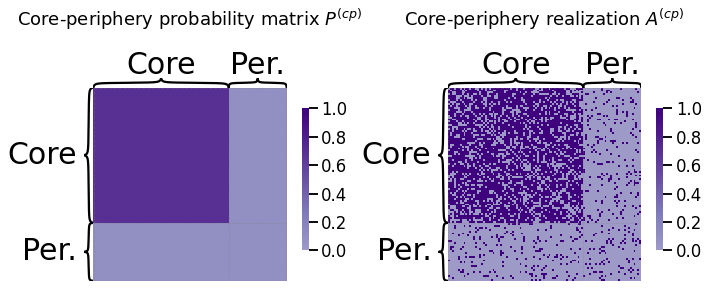 Core-periphery probability matrix P^(cp)
Core Per.
Core
Per.
1.0
0.8
0.6
0.4
0.2
0.0
Core-periphery realization A^(cp)
Core Per.
Core
Per.
1.0
0.8
0.6
0.4
0.2
0.0